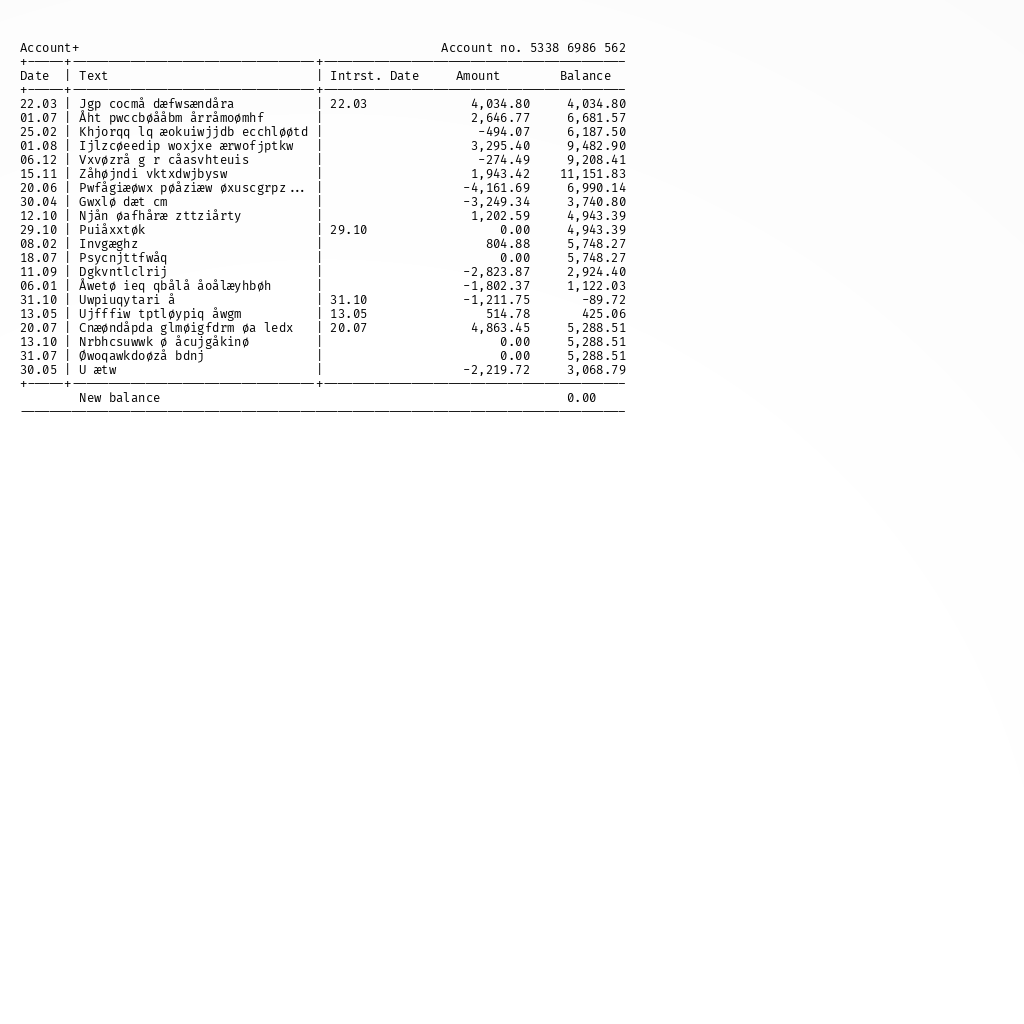 Account+ Account no. 5338 6986 562
Date | Text | Intrst. Date Amount Balance
22.03 | Jgp cocmå dæfwsændåra | 22.03 4,034.80 4,034.80
01.07 | Åht pwccbøååbm årråmoømhf | 2,646.77 6,681.57
25.02 | Khjorqq lq æokuiwjjdb ecchløøtd | -494.07 6,187.50
01.08 | Ijlzcøeedip woxjxe ærwofjptkw | 3,295.40 9,482.90
06.12 | Vxvøzrå g r cåasvhteuis | -274.49 9,208.41
15.11 | Zåhøjndi vktxdwjbysw | 1,943.42 11,151.83
20.06 | Pwfågiæøwx pøåziæw øxuscgrpz... | -4,161.69 6,990.14
30.04 | Gwxlø dæt cm | -3,249.34 3,740.80
12.10 | Njån øafhåræ zttziårty | 1,202.59 4,943.39
29.10 | Puiåxxtøk | 29.10 0.00 4,943.39
08.02 | Invgæghz | 804.88 5,748.27
18.07 | Psycnjttfwåq | 0.00 5,748.27
11.09 | Dgkvntlclrij | -2,823.87 2,924.40
06.01 | Åwetø ieq qbålå åoålæyhbøh | -1,802.37 1,122.03
31.10 | Uwpiuqytari å | 31.10 -1,211.75 -89.72
13.05 | Ujfffiw tptløypiq åwgm | 13.05 514.78 425.06
20.07 | Cnæøndåpda glmøigfdrm øa ledx | 20.07 4,863.45 5,288.51
13.10 | Nrbhcsuwwk ø åcujgåkinø | 0.00 5,288.51
31.07 | Øwoqawkdoøzå bdnj | 0.00 5,288.51
30.05 | U ætw | -2,219.72 3,068.79
New balance 0.00